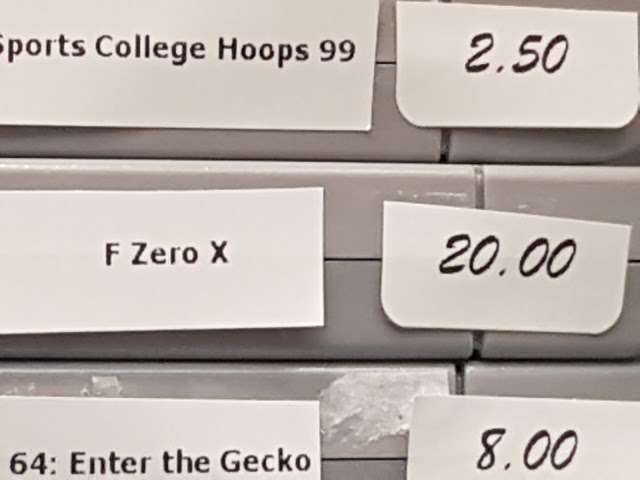 Sports College Hoops 99 2.50
F Zero X 20.00
64: Enter the Gecko 8.00